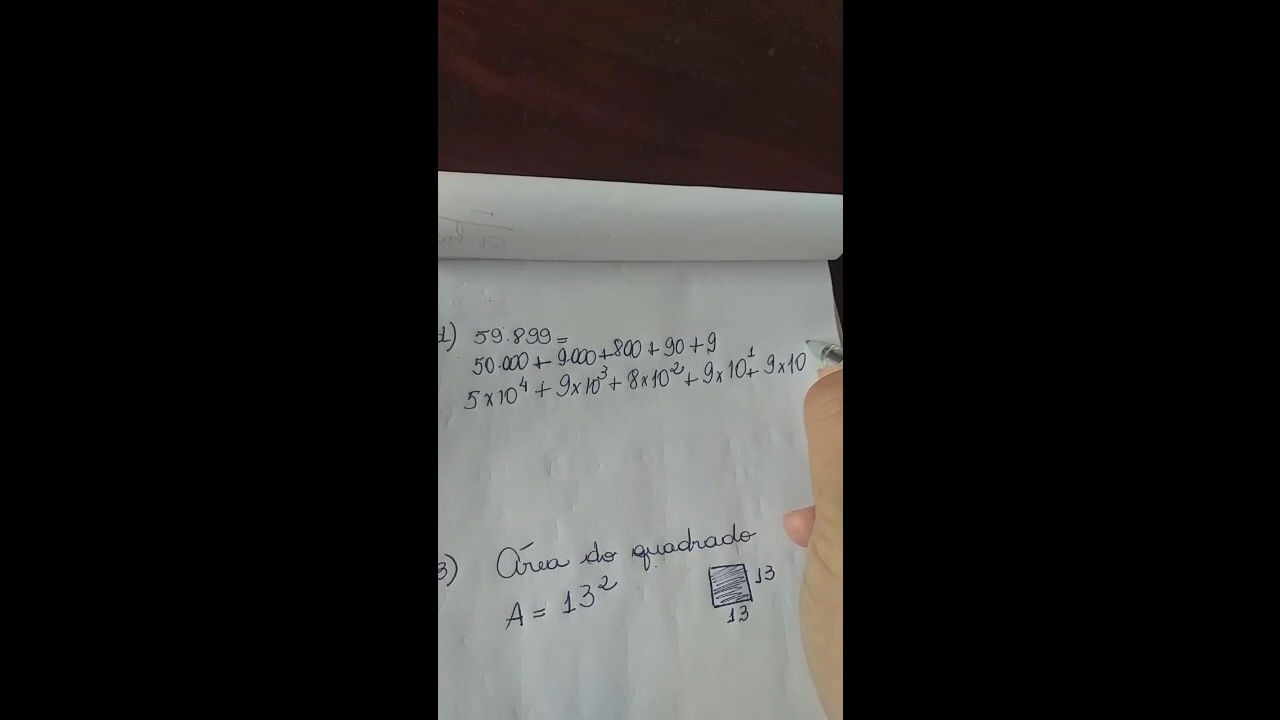 d) 59.899=
50.000 + 9.000 + 800 + 90 + 9
5x10⁴ + 9x10³ + 8x10² + 9x10¹ + 9x10
3) Área do quadrado
A = 13²
13
13